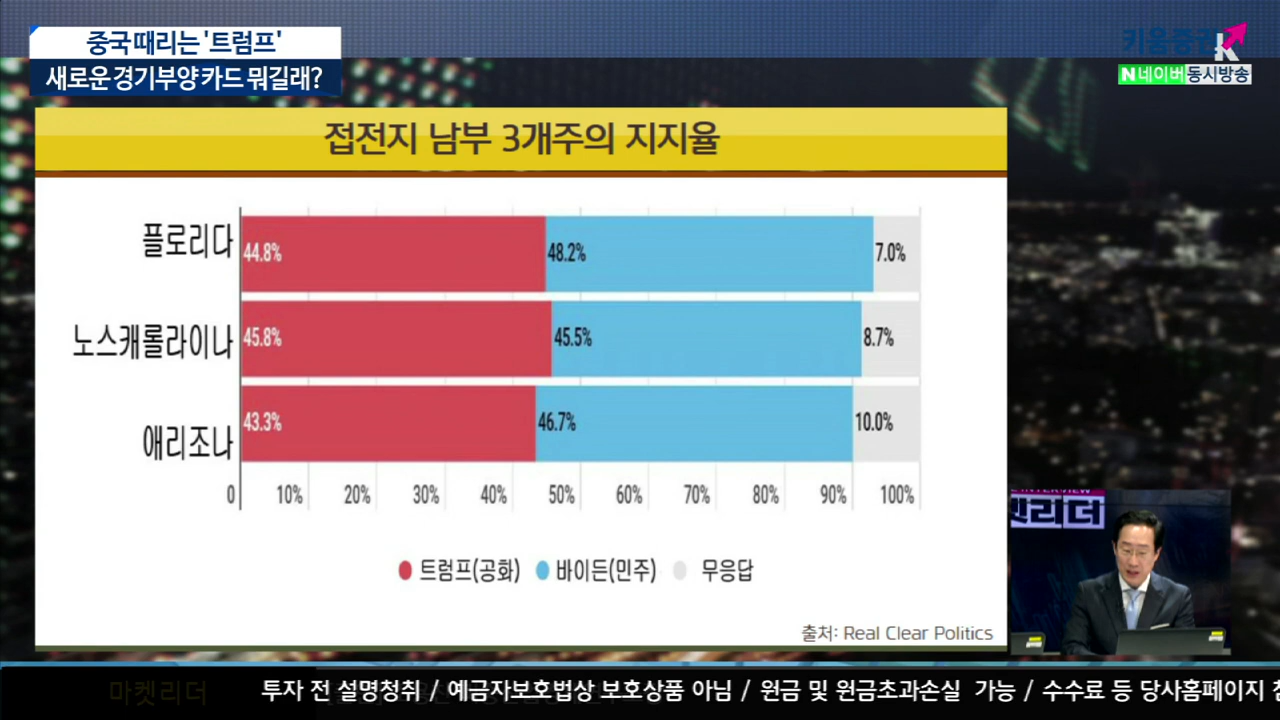 중국 때리는 '트럼프'
새로운 경기부양 카드 뭐길래?
키움증권
N 네이버 동시방송
접전지 남부 3개주의 지지율
플로리다 44.8% 48.2% 7.0%
노스캐롤라이나 45.8% 45.5% 8.7%
애리조나 43.3% 46.7% 10.0%
0 10% 20% 30% 40% 50% 60% 70% 80% 90% 100%
트럼프(공화) 바이든(민주) 무응답
출처: Real Clear Politics
리더
마켓리더
투자 전 설명청취 / 예금자보호법상 보호상품 아님 / 원금 및 원금초과손실 가능 / 수수료 등 당사홈페이지